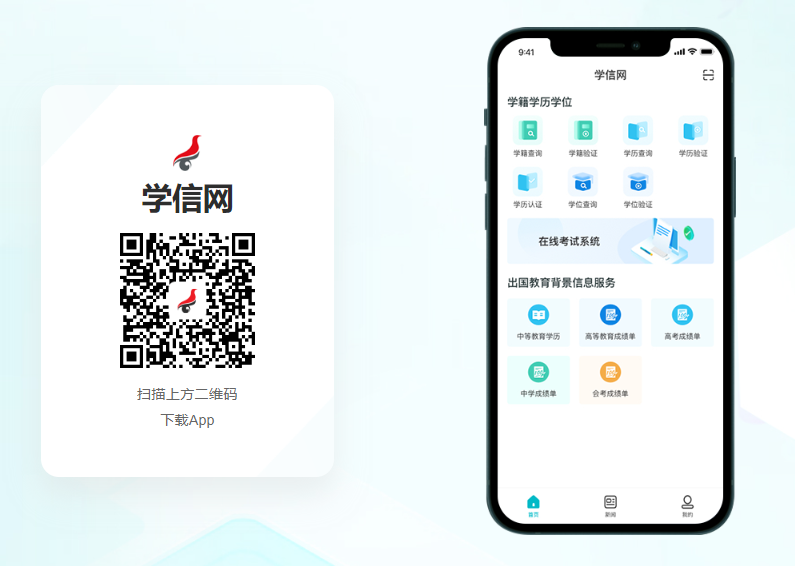 学信网
扫描上方二维码
下载App
9:41
学信网
学籍学历学位
学籍查询 学籍验证 学历查询 学历验证
学历认证 学位查询 学位验证
在线考试系统
出国教育背景信息服务
中等教育学历 高等教育成绩单 高考成绩单
中学成绩单 会考成绩单
首页 新闻 我的